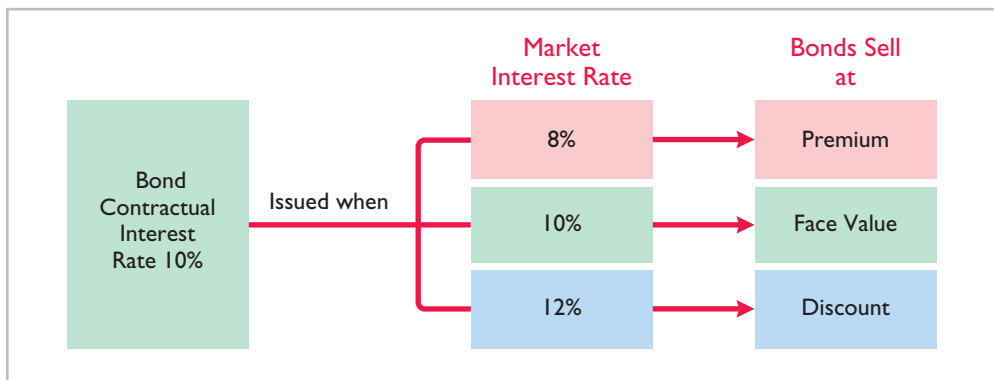 Market
Interest Rate
Bonds Sell
at
Bond
Contractual
Interest
Rate 10%
Issued when
8%
Premium
10%
Face Value
12%
Discount